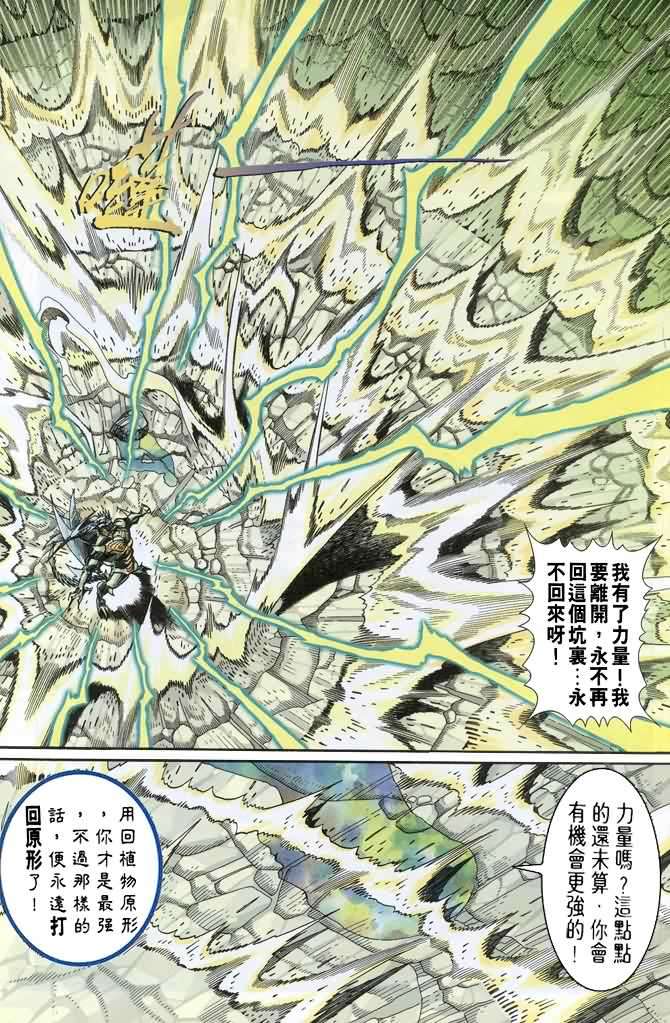 我有了力量！我
要離開，永不再
回這個坑裏…永
不回來呀！
力量嗎？這點點
的還未算．你會
有機會更強的！
用回植物原形
，你才是最強
，不過那樣的
話，便永遠打
回原形了！